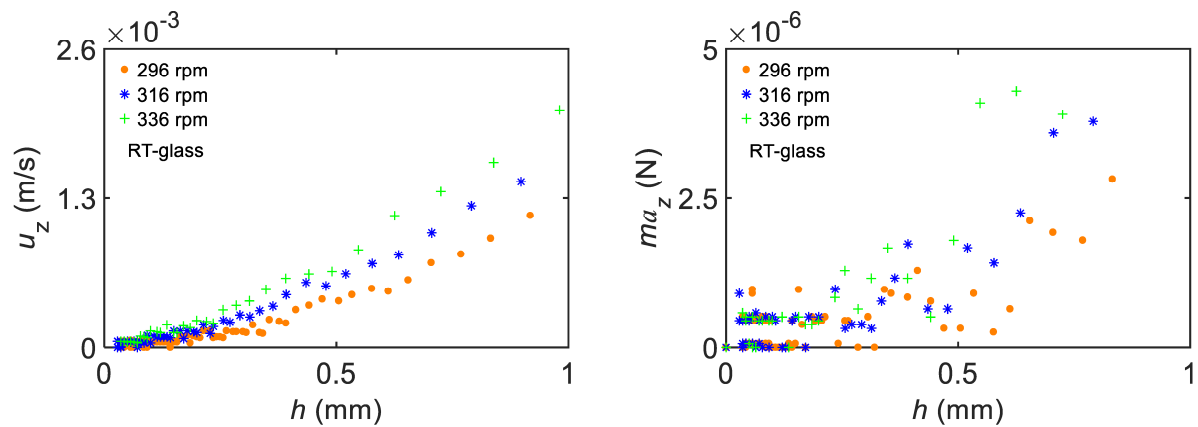 ×10⁻³
2.6
1.3
0
u_z (m/s)
296 rpm
316 rpm
336 rpm
RT-glass
0
0.5
1
h (mm)
×10⁻⁶
5
2.5
0
ma_z (N)
296 rpm
316 rpm
336 rpm
RT-glass
0
0.5
1
h (mm)